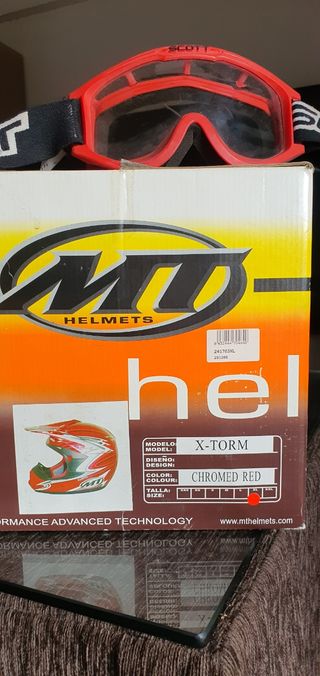 SCOTT
MT
HELMETS
hel
MODELO:
MODEL:
X-TORM
DISEÑO:
DESIGN:
COLOR:
COLOUR:
CHROMED RED
TALLA:
SIZE:
MT
ORMANCE ADVANCED TECHNOLOGY
www.mthelmets.com